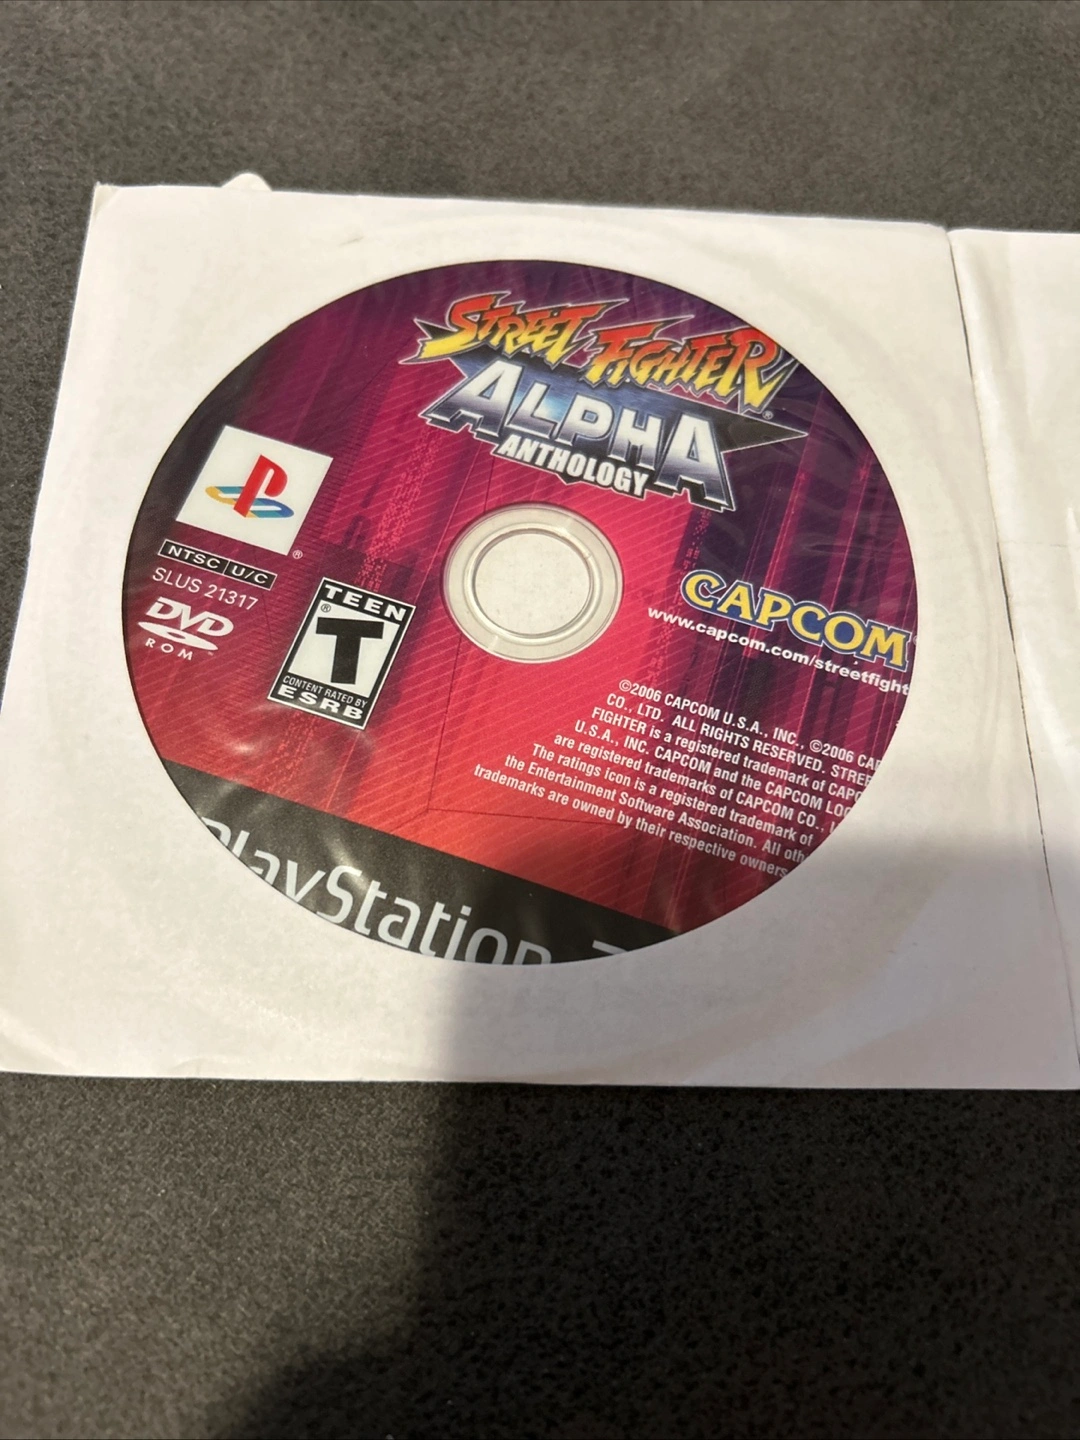 STREET FIGHTER®
ALPHA
ANTHOLOGY
®
NTSC U/C
SLUS 21317
DVD
ROM
TEEN
®
T
CONTENT RATED BY
ESRB
CAPCOM
www.capcom.com/streetfight
©2006 CAPCOM U.S.A., INC., ©2006 CAP
CO., LTD. ALL RIGHTS RESERVED. STREE
FIGHTER is a registered trademark of CAPC
U.S.A., INC. CAPCOM and the CAPCOM LOG
are registered trademarks of CAPCOM CO.,
The ratings icon is a registered trademark of
the Entertainment Software Association. All oth
trademarks are owned by their respective owners
PlayStation 2